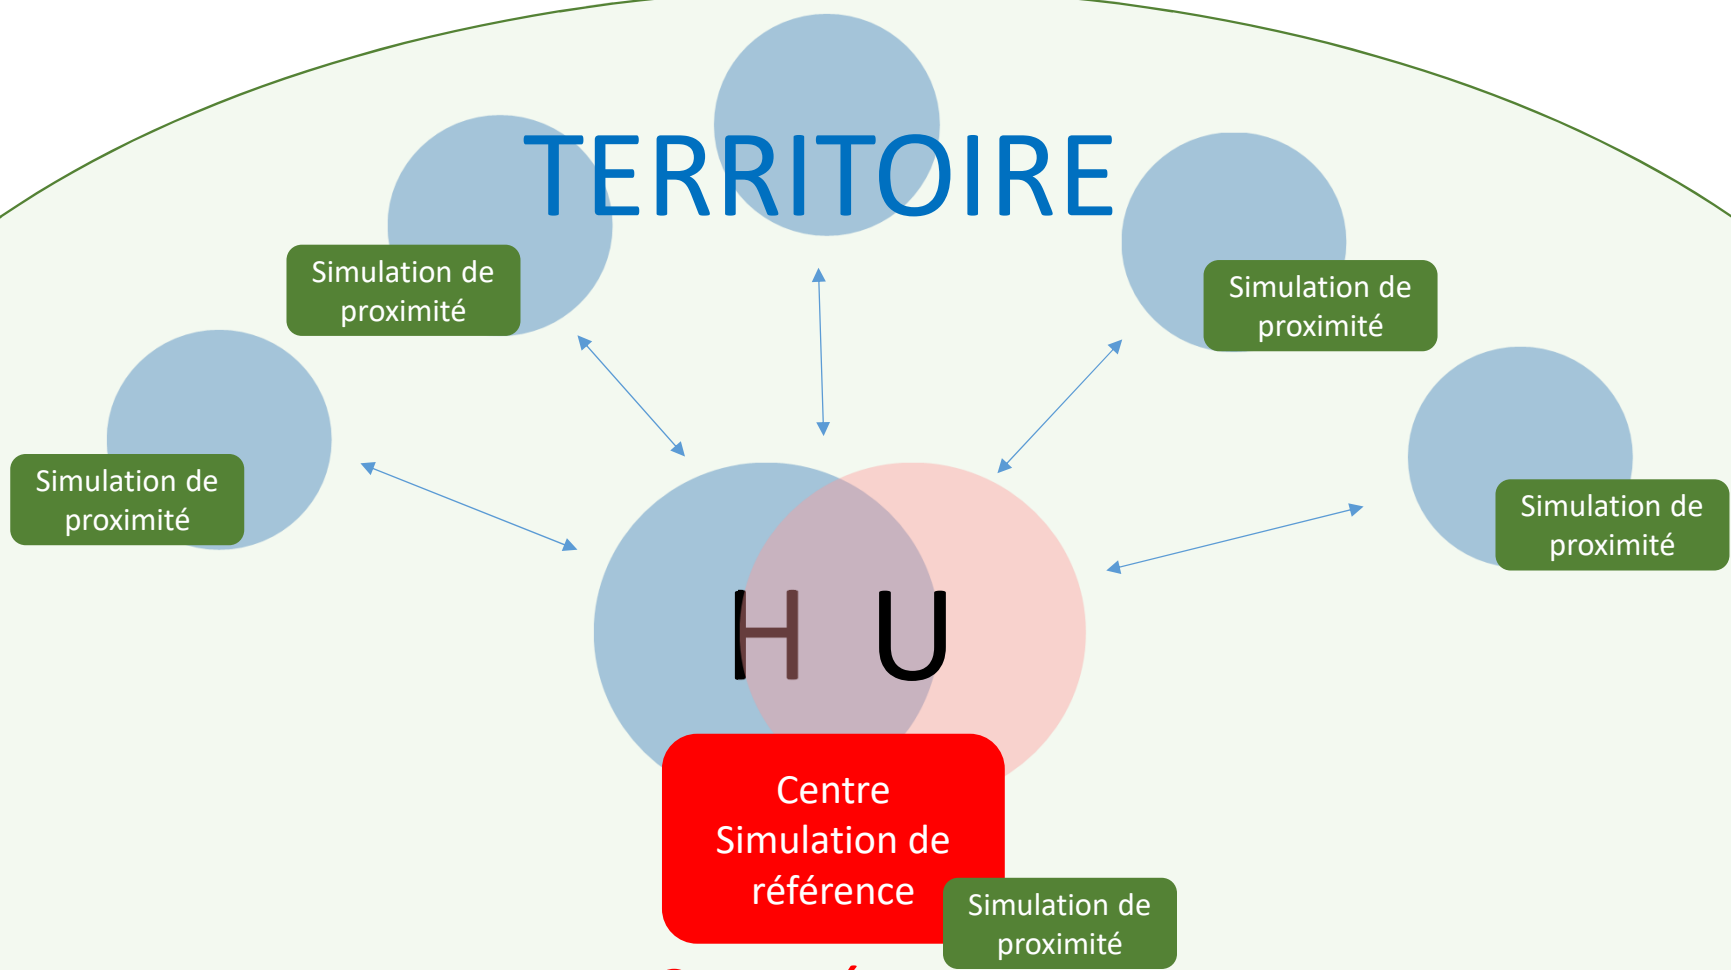 TERRITOIRE
Simulation de
proximité
Simulation de
proximité
Simulation de
proximité
Simulation de
proximité
H U
Centre
Simulation de
référence
Simulation de
proximité